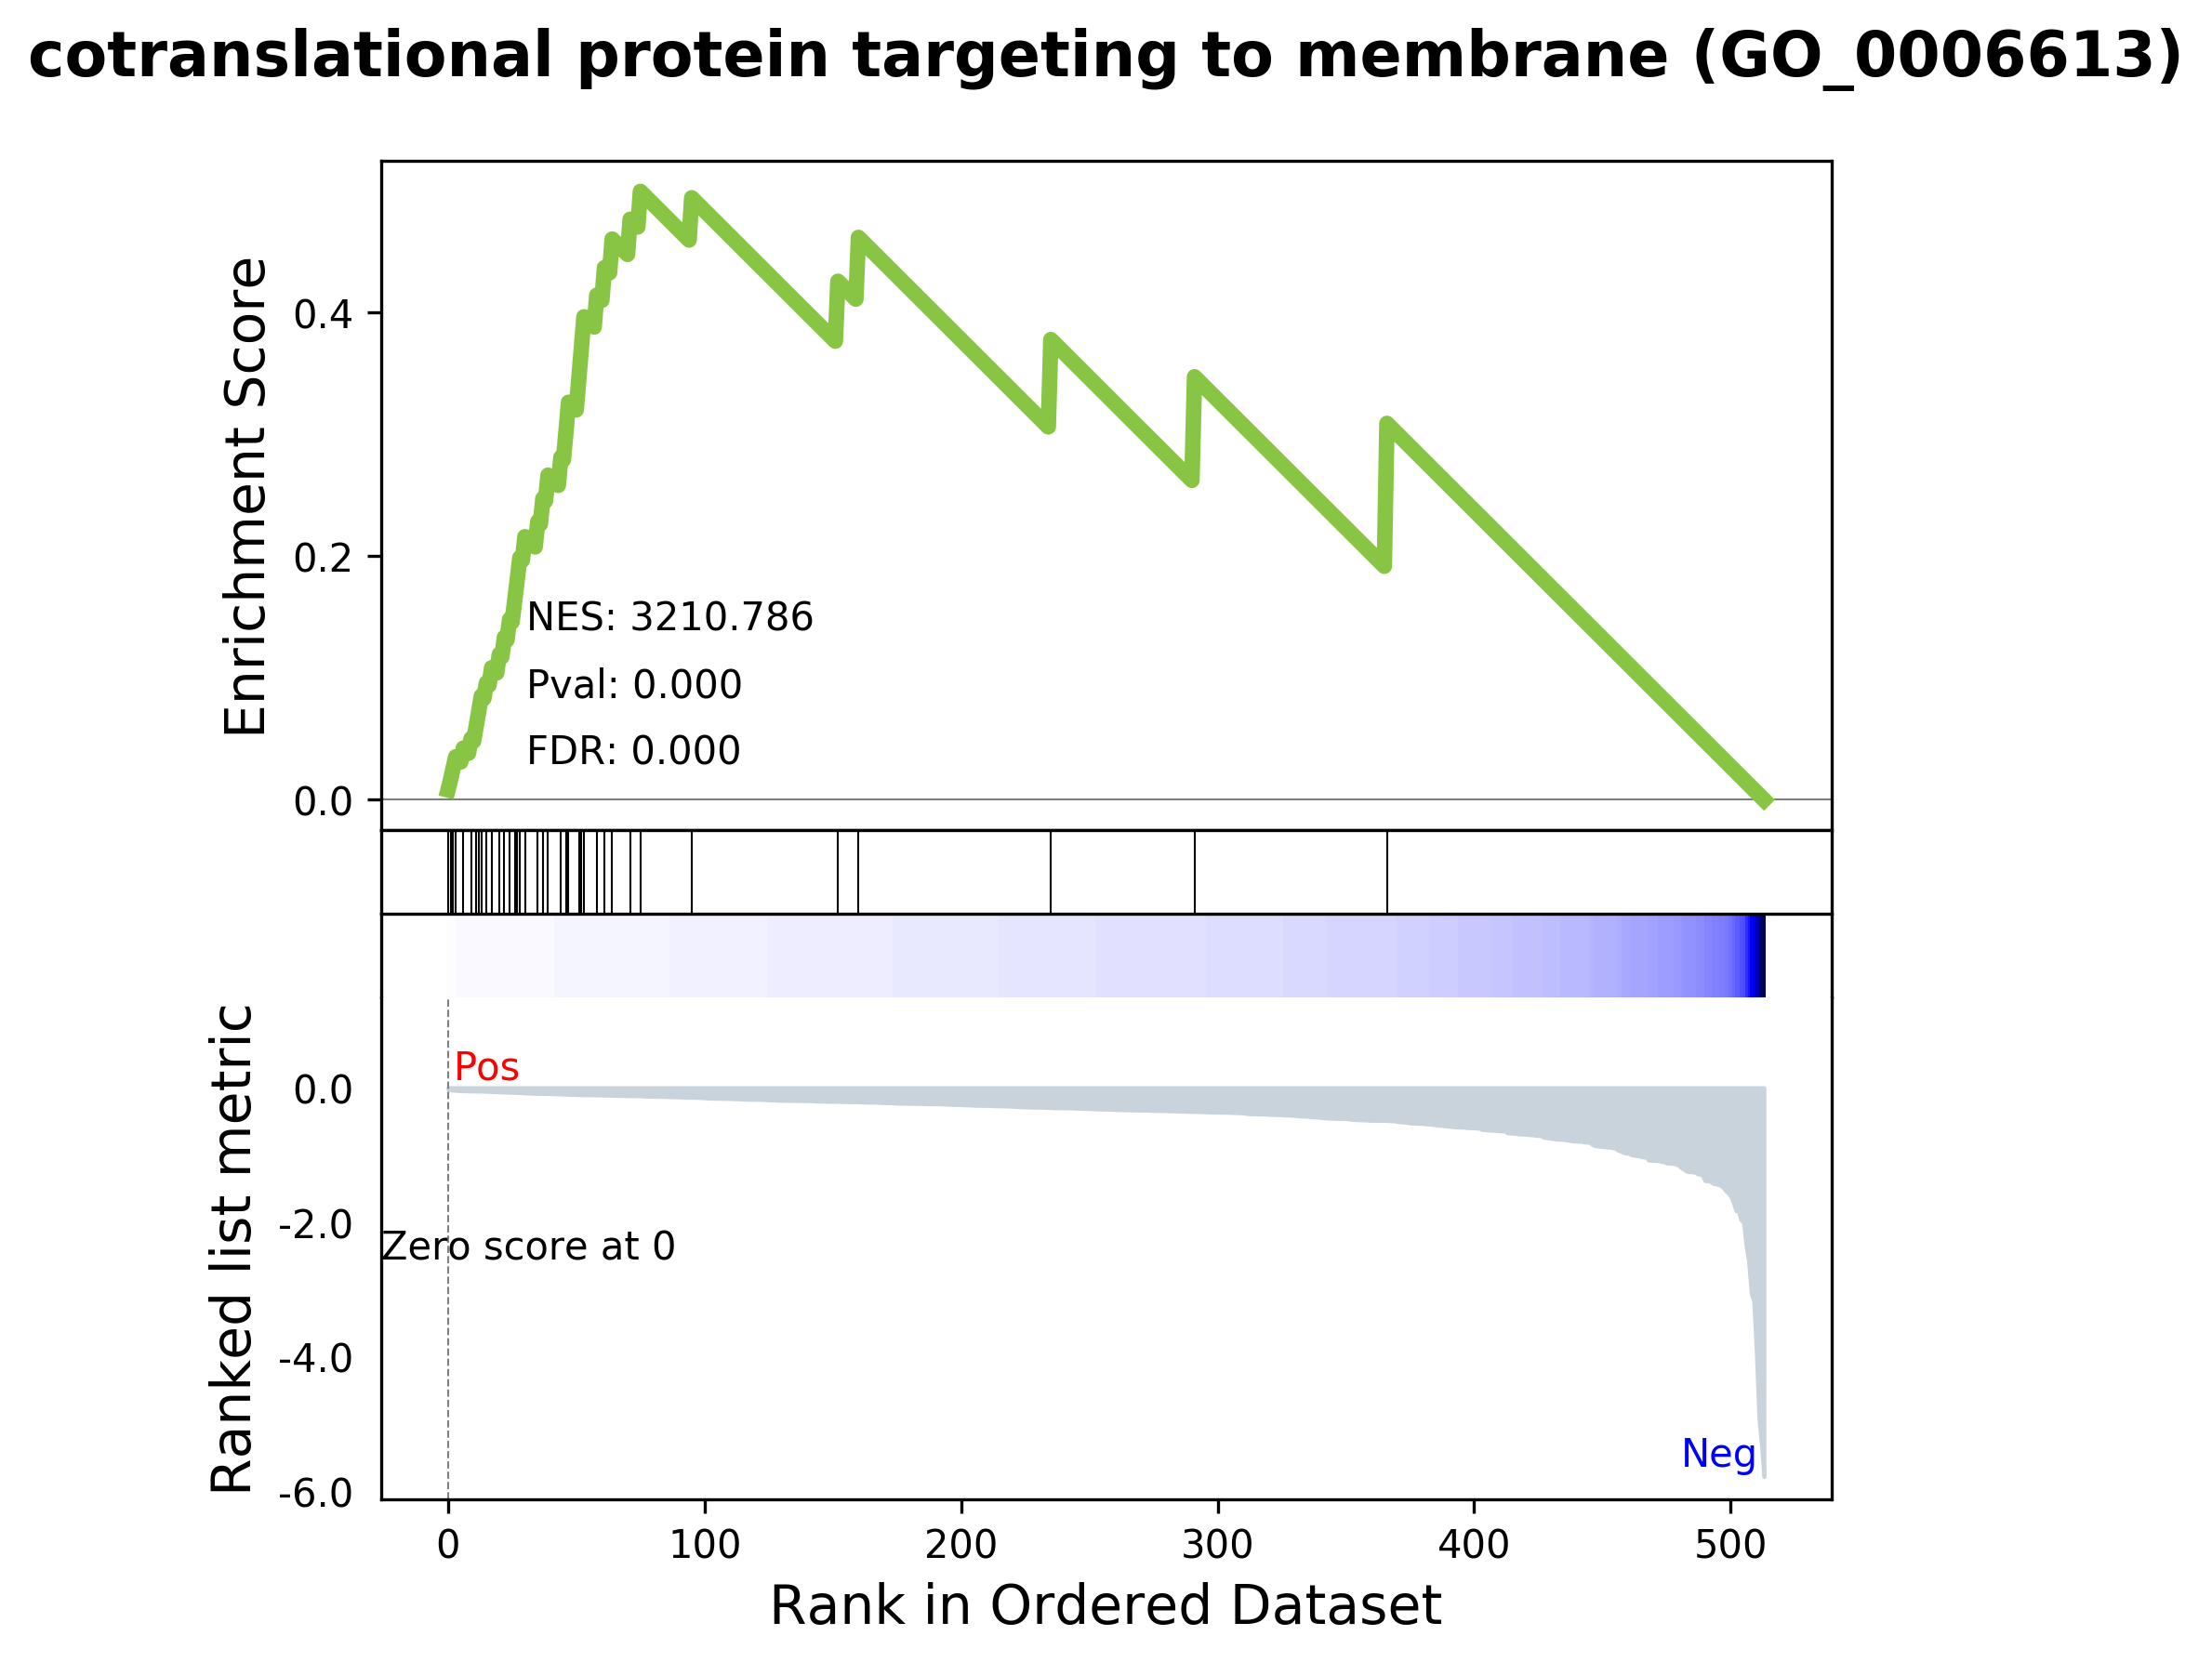 cotranslational protein targeting to membrane (GO_0006613)
Enrichment Score
0.4
0.2
0.0
NES: 3210.786
Pval: 0.000
FDR: 0.000
Ranked list metric
0.0
-2.0
-4.0
-6.0
Pos
Zero score at 0
Neg
0 100 200 300 400 500
Rank in Ordered Dataset